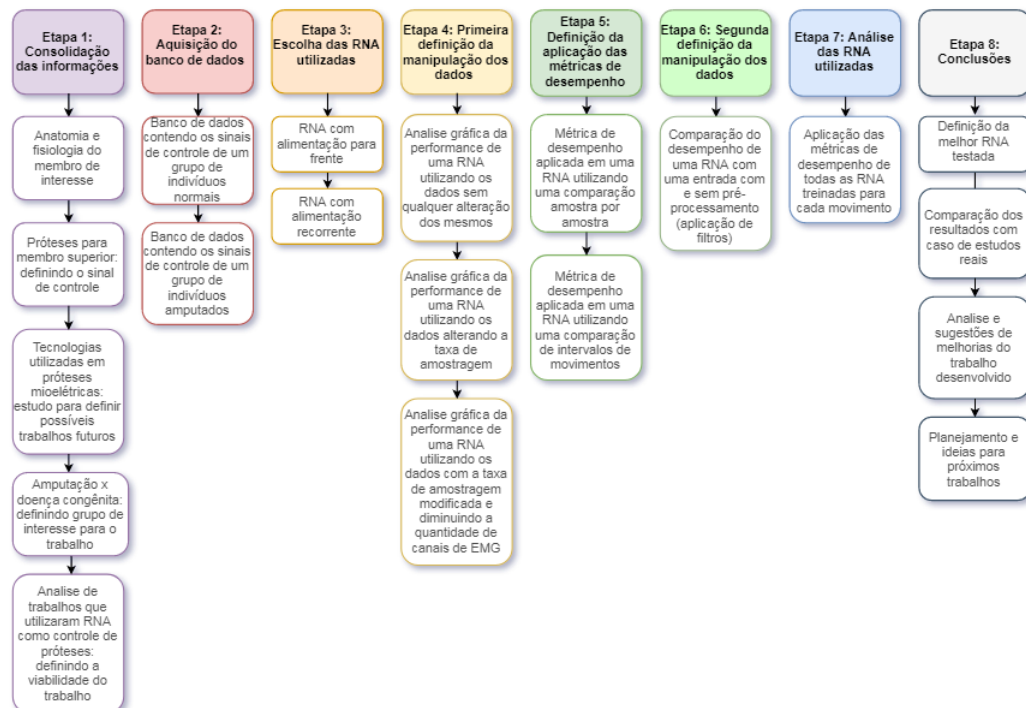 Etapa 1:
Consolidação
das informações
Anatomia e
fisiologia do
membro de
interesse
Próteses para
membro superior:
definindo o sinal
de controle
Tecnologias
utilizadas em
próteses
mioelétricas:
estudo para definir
possíveis
trabalhos futuros
Amputação x
doença congênita:
definindo grupo de
interesse para o
trabalho
Analise de
trabalhos que
utilizaram RNA
como controle de
próteses:
definindo a
viabilidade do
trabalho
Etapa 2:
Aquisição do
banco de dados
Banco de dados
contendo os sinais
de controle de um
grupo de
indivíduos
normais
Banco de dados
contendo os sinais
de controle de um
grupo de
indivíduos
amputados
Etapa 3:
Escolha das RNA
utilizadas
RNA com
alimentação para
frente
RNA com
alimentação
recorrente
Etapa 4: Primeira
definição da
manipulação dos
dados
Analise gráfica da
performance de
uma RNA
utilizando os
dados sem
qualquer alteração
dos mesmos
Analise gráfica da
performance de
uma RNA
utilizando os
dados alterando a
taxa de
amostragem
Analise gráfica da
performance de
uma RNA
utilizando os
dados com a taxa
de amostragem
modificada e
diminuindo a
quantidade de
canais de EMG
Etapa 5:
Definição da
aplicação das
métricas de
desempenho
Métrica de
desempenho
aplicada em uma
RNA utilizando
uma comparação
amostra por
amostra
Métrica de
desempenho
aplicada em uma
RNA utilizando
uma comparação
de intervalos de
movimentos
Etapa 6: Segunda
definição da
manipulação dos
dados
Comparação do
desempenho de
uma RNA com
uma entrada com
e sem pré-
processamento
(aplicação de
filtros)
Etapa 7: Análise
das RNA
utilizadas
Aplicação das
métricas de
desempenho de
todas as RNA
treinadas para
cada movimento
Etapa 8:
Conclusões
Definição da
melhor RNA
testada
Comparação dos
resultados com
caso de estudos
reais
Analise e
sugestões de
melhorias do
trabalho
desenvolvido
Planejamento e
ideias para
próximos
trabalhos